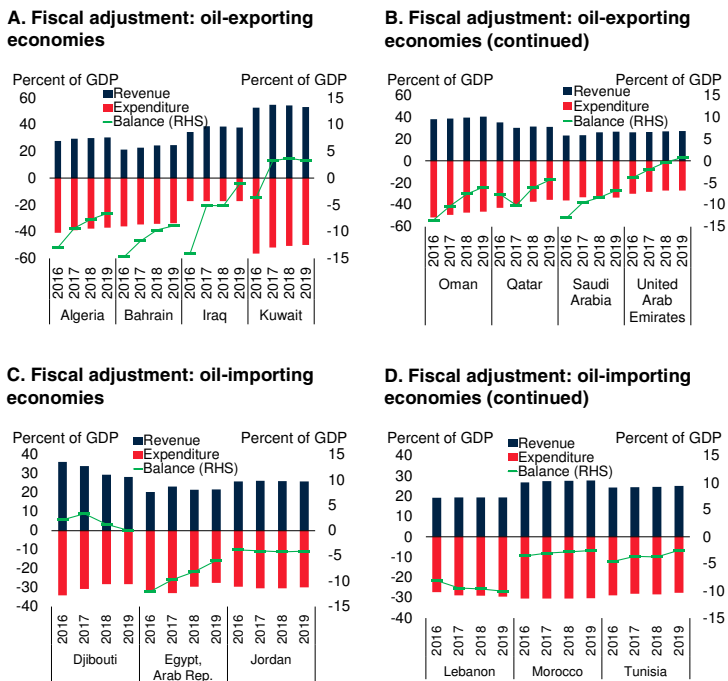 A. Fiscal adjustment: oil-exporting
economies
Percent of GDP
Percent of GDP
Revenue
Expenditure
Balance (RHS)
60
40
20
0
-20
-40
-60
15
10
5
0
-5
-10
-15
2016 2017 2018 2019 2016 2017 2018 2019 2016 2017 2018 2019 2016 2017 2018 2019
Algeria Bahrain Iraq Kuwait
B. Fiscal adjustment: oil-exporting
economies (continued)
Percent of GDP
Percent of GDP
Revenue
Expenditure
Balance (RHS)
60
40
20
0
-20
-40
-60
15
10
5
0
-5
-10
-15
2016 2017 2018 2019 2016 2017 2018 2019 2016 2017 2018 2019 2016 2017 2018 2019
Oman Qatar Saudi United
Arabia Arab
Emirates
C. Fiscal adjustment: oil-importing
economies
Percent of GDP
Percent of GDP
Revenue
Expenditure
Balance (RHS)
40
30
20
10
0
-10
-20
-30
-40
15
10
5
0
-5
-10
-15
2016 2017 2018 2019 2016 2017 2018 2019 2016 2017 2018 2019
Djibouti Egypt, Jordan
Arab Rep.
D. Fiscal adjustment: oil-importing
economies (continued)
Percent of GDP
Percent of GDP
Revenue
Expenditure
Balance (RHS)
40
30
20
10
0
-10
-20
-30
-40
15
10
5
0
-5
-10
-15
2016 2017 2018 2019 2016 2017 2018 2019 2016 2017 2018 2019
Lebanon Morocco Tunisia